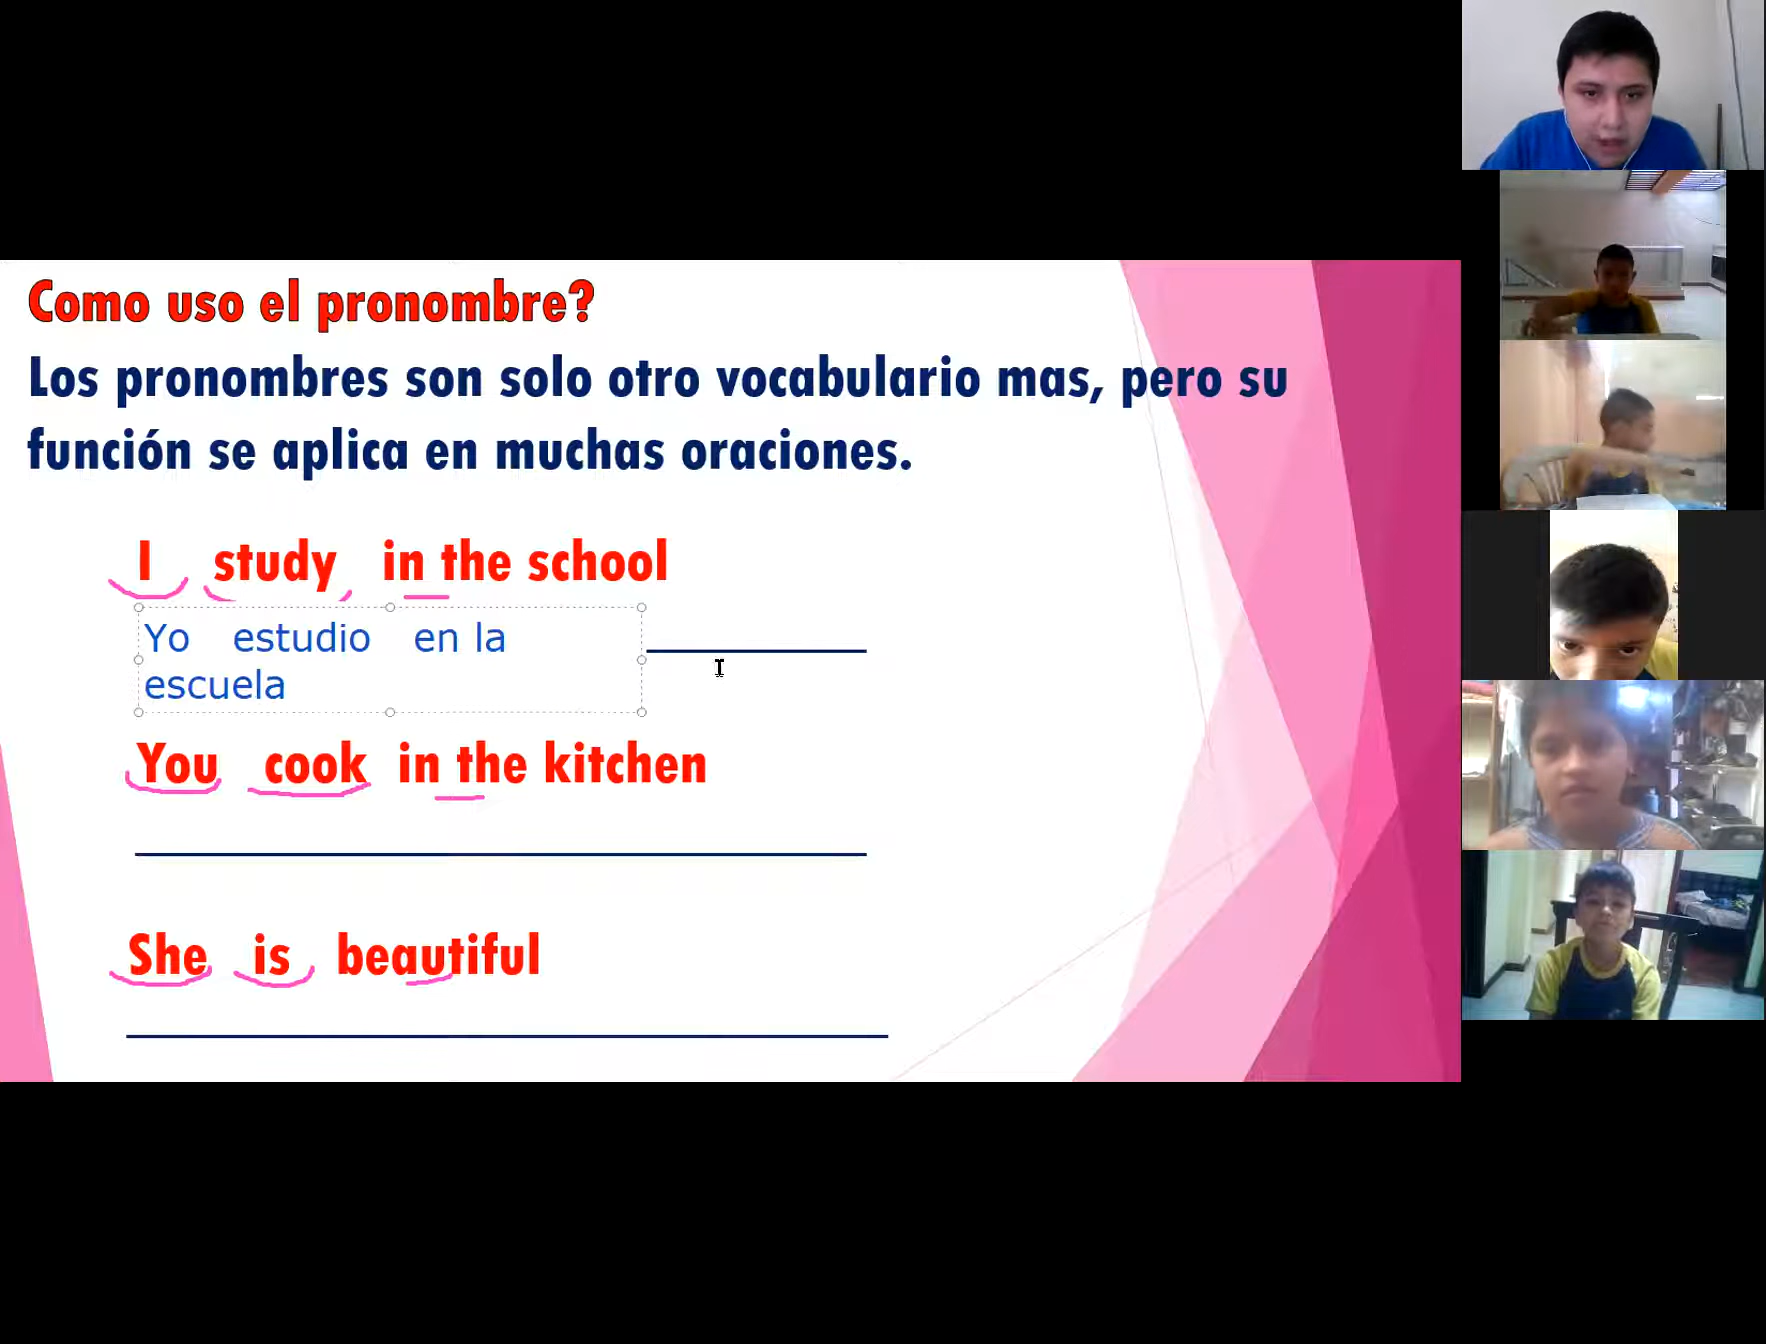 Como uso el pronombre?
Los pronombres son solo otro vocabulario mas, pero su
función se aplica en muchas oraciones.
I study in the school
Yo estudio en la
escuela
You cook in the kitchen
She is beautiful